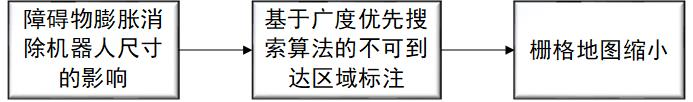 障碍物膨胀消
除机器人尺寸
的影响
基于广度优先搜
索算法的不可到
达区域标注
栅格地图缩小